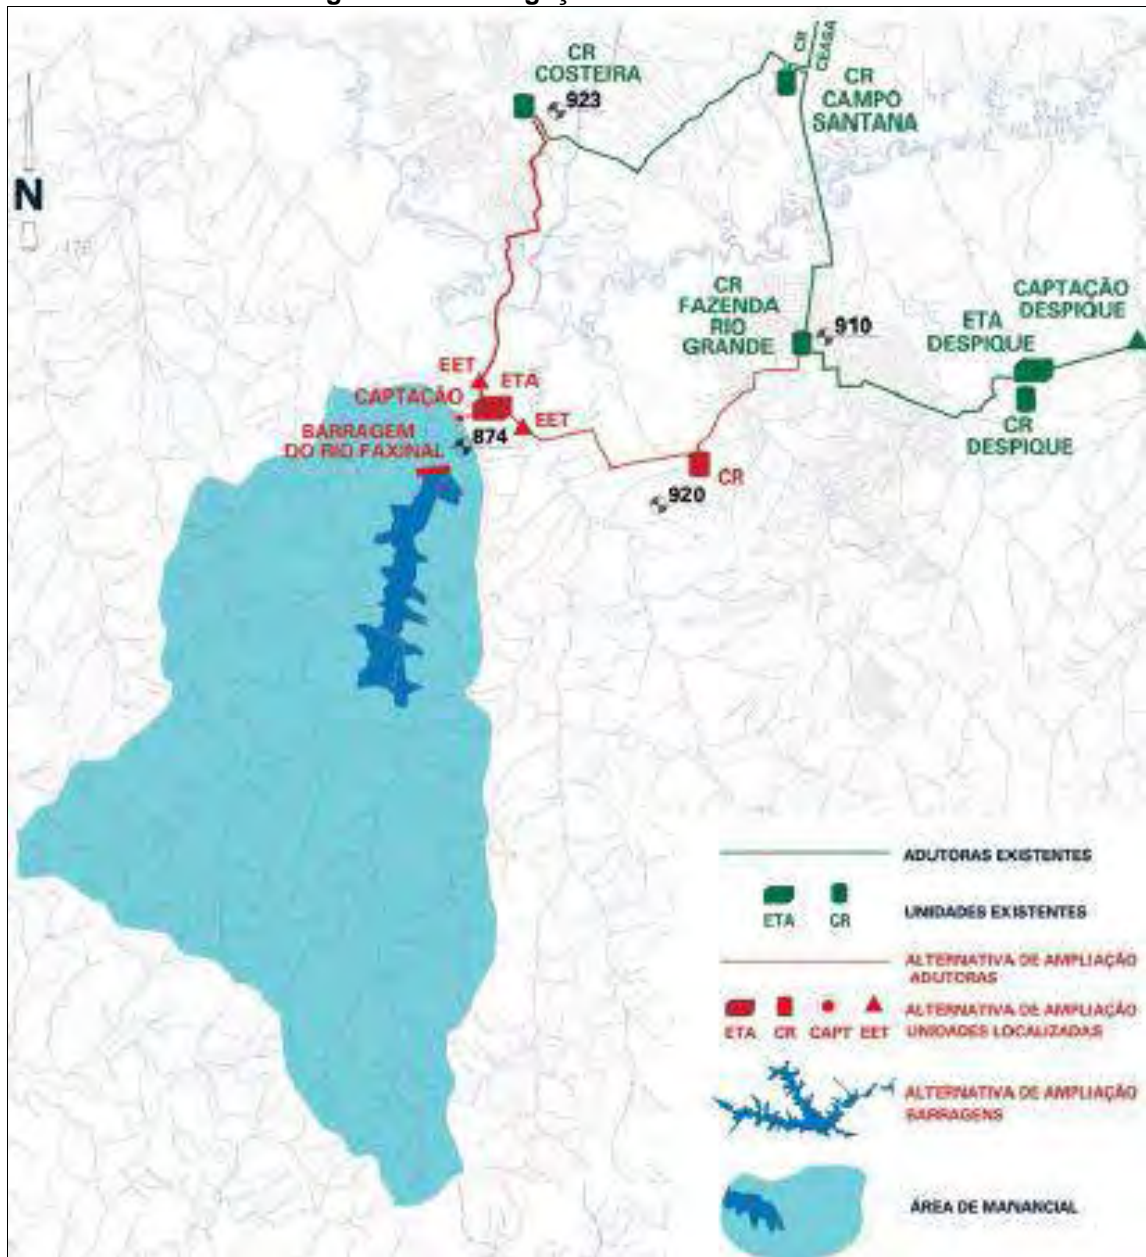 CR
COSTEIRA
923
CR
CEASA
CR
CAMPO
SANTANA
N
CR
FAZENDA
RIO
GRANDE
910
CAPTAÇÃO
DESPIQUE
ETA
DESPIQUE
CR
DESPIQUE
EET
ETA
CAPTAÇÃO
EET
BARRAGEM
DO RIO FAXINAL
874
CR
920
ADUTORAS EXISTENTES
ETA CR
UNIDADES EXISTENTES
ALTERNATIVA DE AMPLIAÇÃO
ADUTORAS
ETA CR CAPT EET
ALTERNATIVA DE AMPLIAÇÃO
UNIDADES LOCALIZADAS
ALTERNATIVA DE AMPLIAÇÃO
BARRAGENS
ÁREA DE MANANCIAL